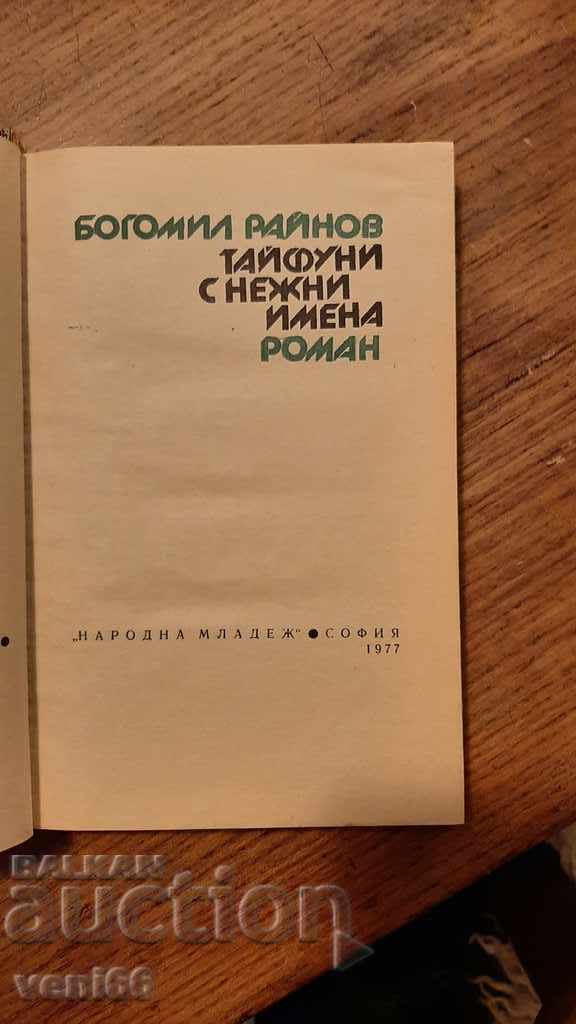 БОГОМИЛ РАЙНОВ
ТАЙФУНИ
С НЕЖНИ
ИМЕНА
РОМАН
„НАРОДНА МЛАДЕЖ“ ● СОФИЯ
1977
BALKAN
auction
veni66